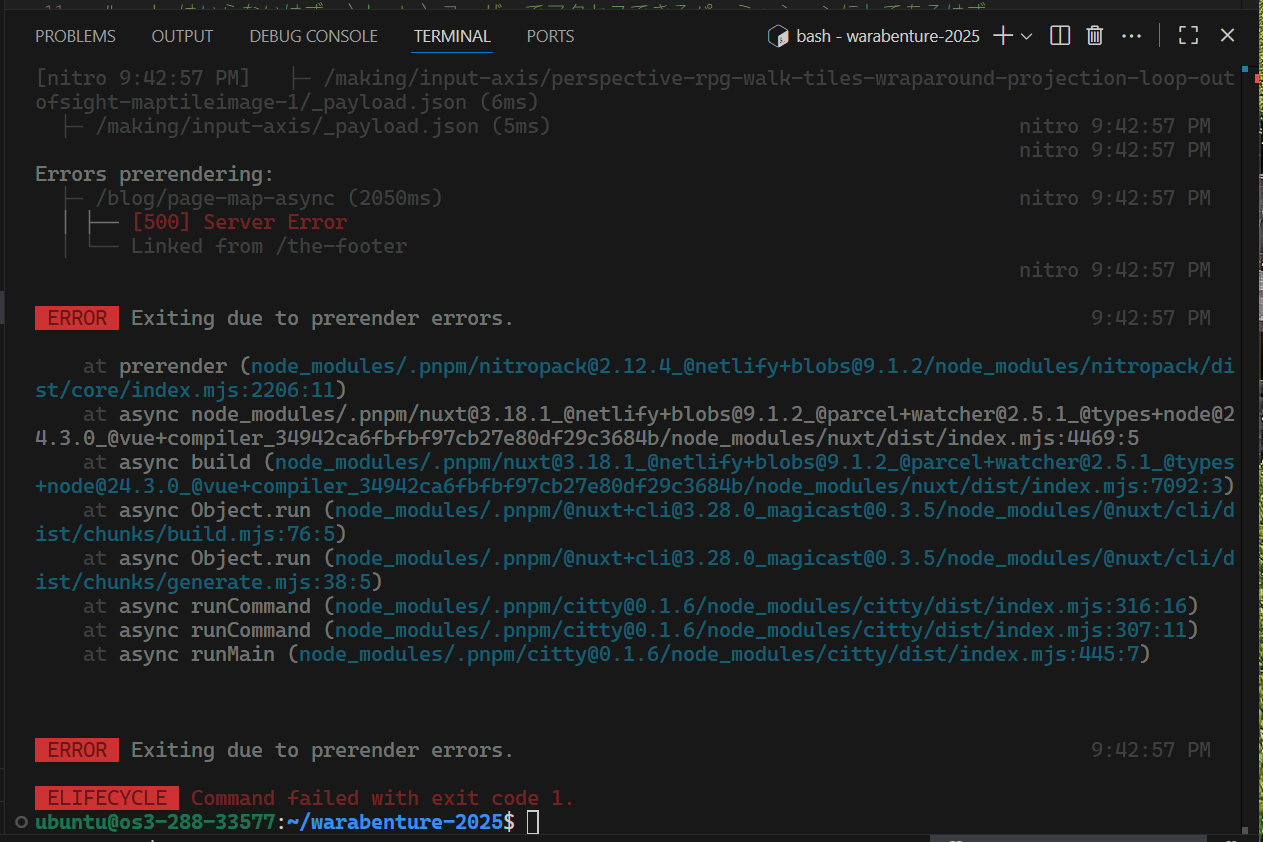 PROBLEMS OUTPUT DEBUG CONSOLE TERMINAL PORTS bash - warabenture-2025
[nitro 9:42:57 PM]   ├─ /making/input-axis/perspective-rpg-walk-tiles-wraparound-projection-loop-out
ofsight-maptileimage-1/_payload.json (6ms)
├─ /making/input-axis/_payload.json (5ms) nitro 9:42:57 PM
nitro 9:42:57 PM
Errors prerendering:
├─ /blog/page-map-async (2050ms) nitro 9:42:57 PM
│ ├── [500] Server Error
│ └── Linked from /the-footer
nitro 9:42:57 PM
ERROR Exiting due to prerender errors. 9:42:57 PM
at prerender (node_modules/.pnpm/nitropack@2.12.4_@netlify+blobs@9.1.2/node_modules/nitropack/di
st/core/index.mjs:2206:11)
at async node_modules/.pnpm/nuxt@3.18.1_@netlify+blobs@9.1.2_@parcel+watcher@2.5.1_@types+node@2
4.3.0_@vue+compiler_34942ca6fbfbf97cb27e80df29c3684b/node_modules/nuxt/dist/index.mjs:4469:5
at async build (node_modules/.pnpm/nuxt@3.18.1_@netlify+blobs@9.1.2_@parcel+watcher@2.5.1_@types
+node@24.3.0_@vue+compiler_34942ca6fbfbf97cb27e80df29c3684b/node_modules/nuxt/dist/index.mjs:7092:3)
at async Object.run (node_modules/.pnpm/@nuxt+cli@3.28.0_magicast@0.3.5/node_modules/@nuxt/cli/d
ist/chunks/build.mjs:76:5)
at async Object.run (node_modules/.pnpm/@nuxt+cli@3.28.0_magicast@0.3.5/node_modules/@nuxt/cli/d
ist/chunks/generate.mjs:38:5)
at async runCommand (node_modules/.pnpm/citty@0.1.6/node_modules/citty/dist/index.mjs:316:16)
at async runCommand (node_modules/.pnpm/citty@0.1.6/node_modules/citty/dist/index.mjs:307:11)
at async runMain (node_modules/.pnpm/citty@0.1.6/node_modules/citty/dist/index.mjs:445:7)
ERROR Exiting due to prerender errors. 9:42:57 PM
ELIFECYCLE Command failed with exit code 1.
ubuntu@os3-288-33577:~/warabenture-2025$